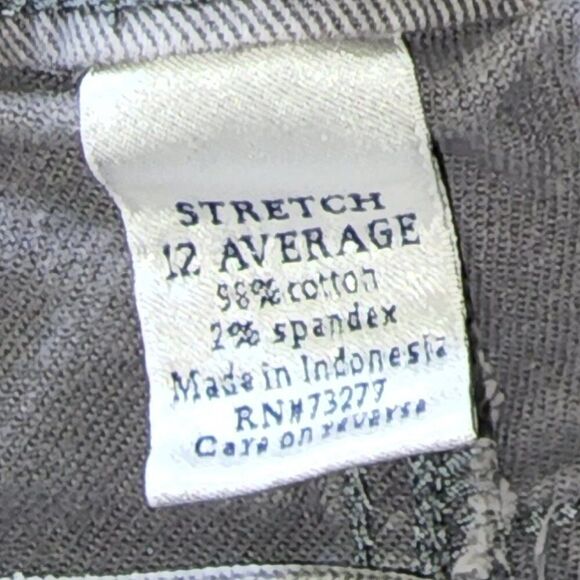 STRETCH
12 AVERAGE
98% cotton
2% spandex
Made in Indonesia
RN#73277
Care on reverse